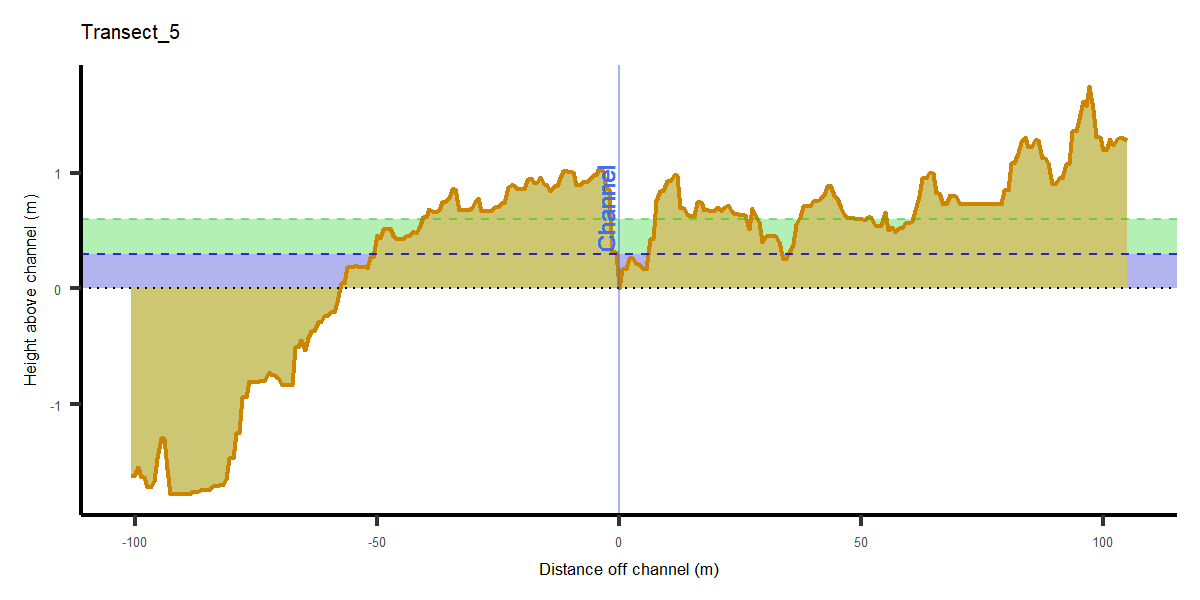 Transect_5
Height above channel (m)
1
0
-1
Channel
-100
-50
0
50
100
Distance off channel (m)